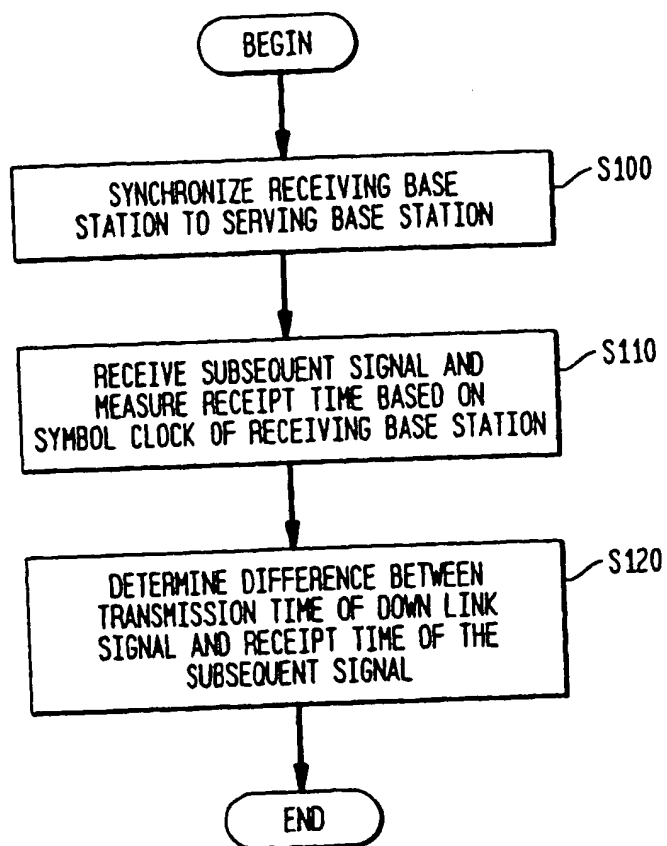 BEGIN
SYNCHRONIZE RECEIVING BASE
STATION TO SERVING BASE STATION
S100
RECEIVE SUBSEQUENT SIGNAL AND
MEASURE RECEIPT TIME BASED ON
SYMBOL CLOCK OF RECEIVING BASE STATION
S110
DETERMINE DIFFERENCE BETWEEN
TRANSMISSION TIME OF DOWN LINK
SIGNAL AND RECEIPT TIME OF THE
SUBSEQUENT SIGNAL
S120
END